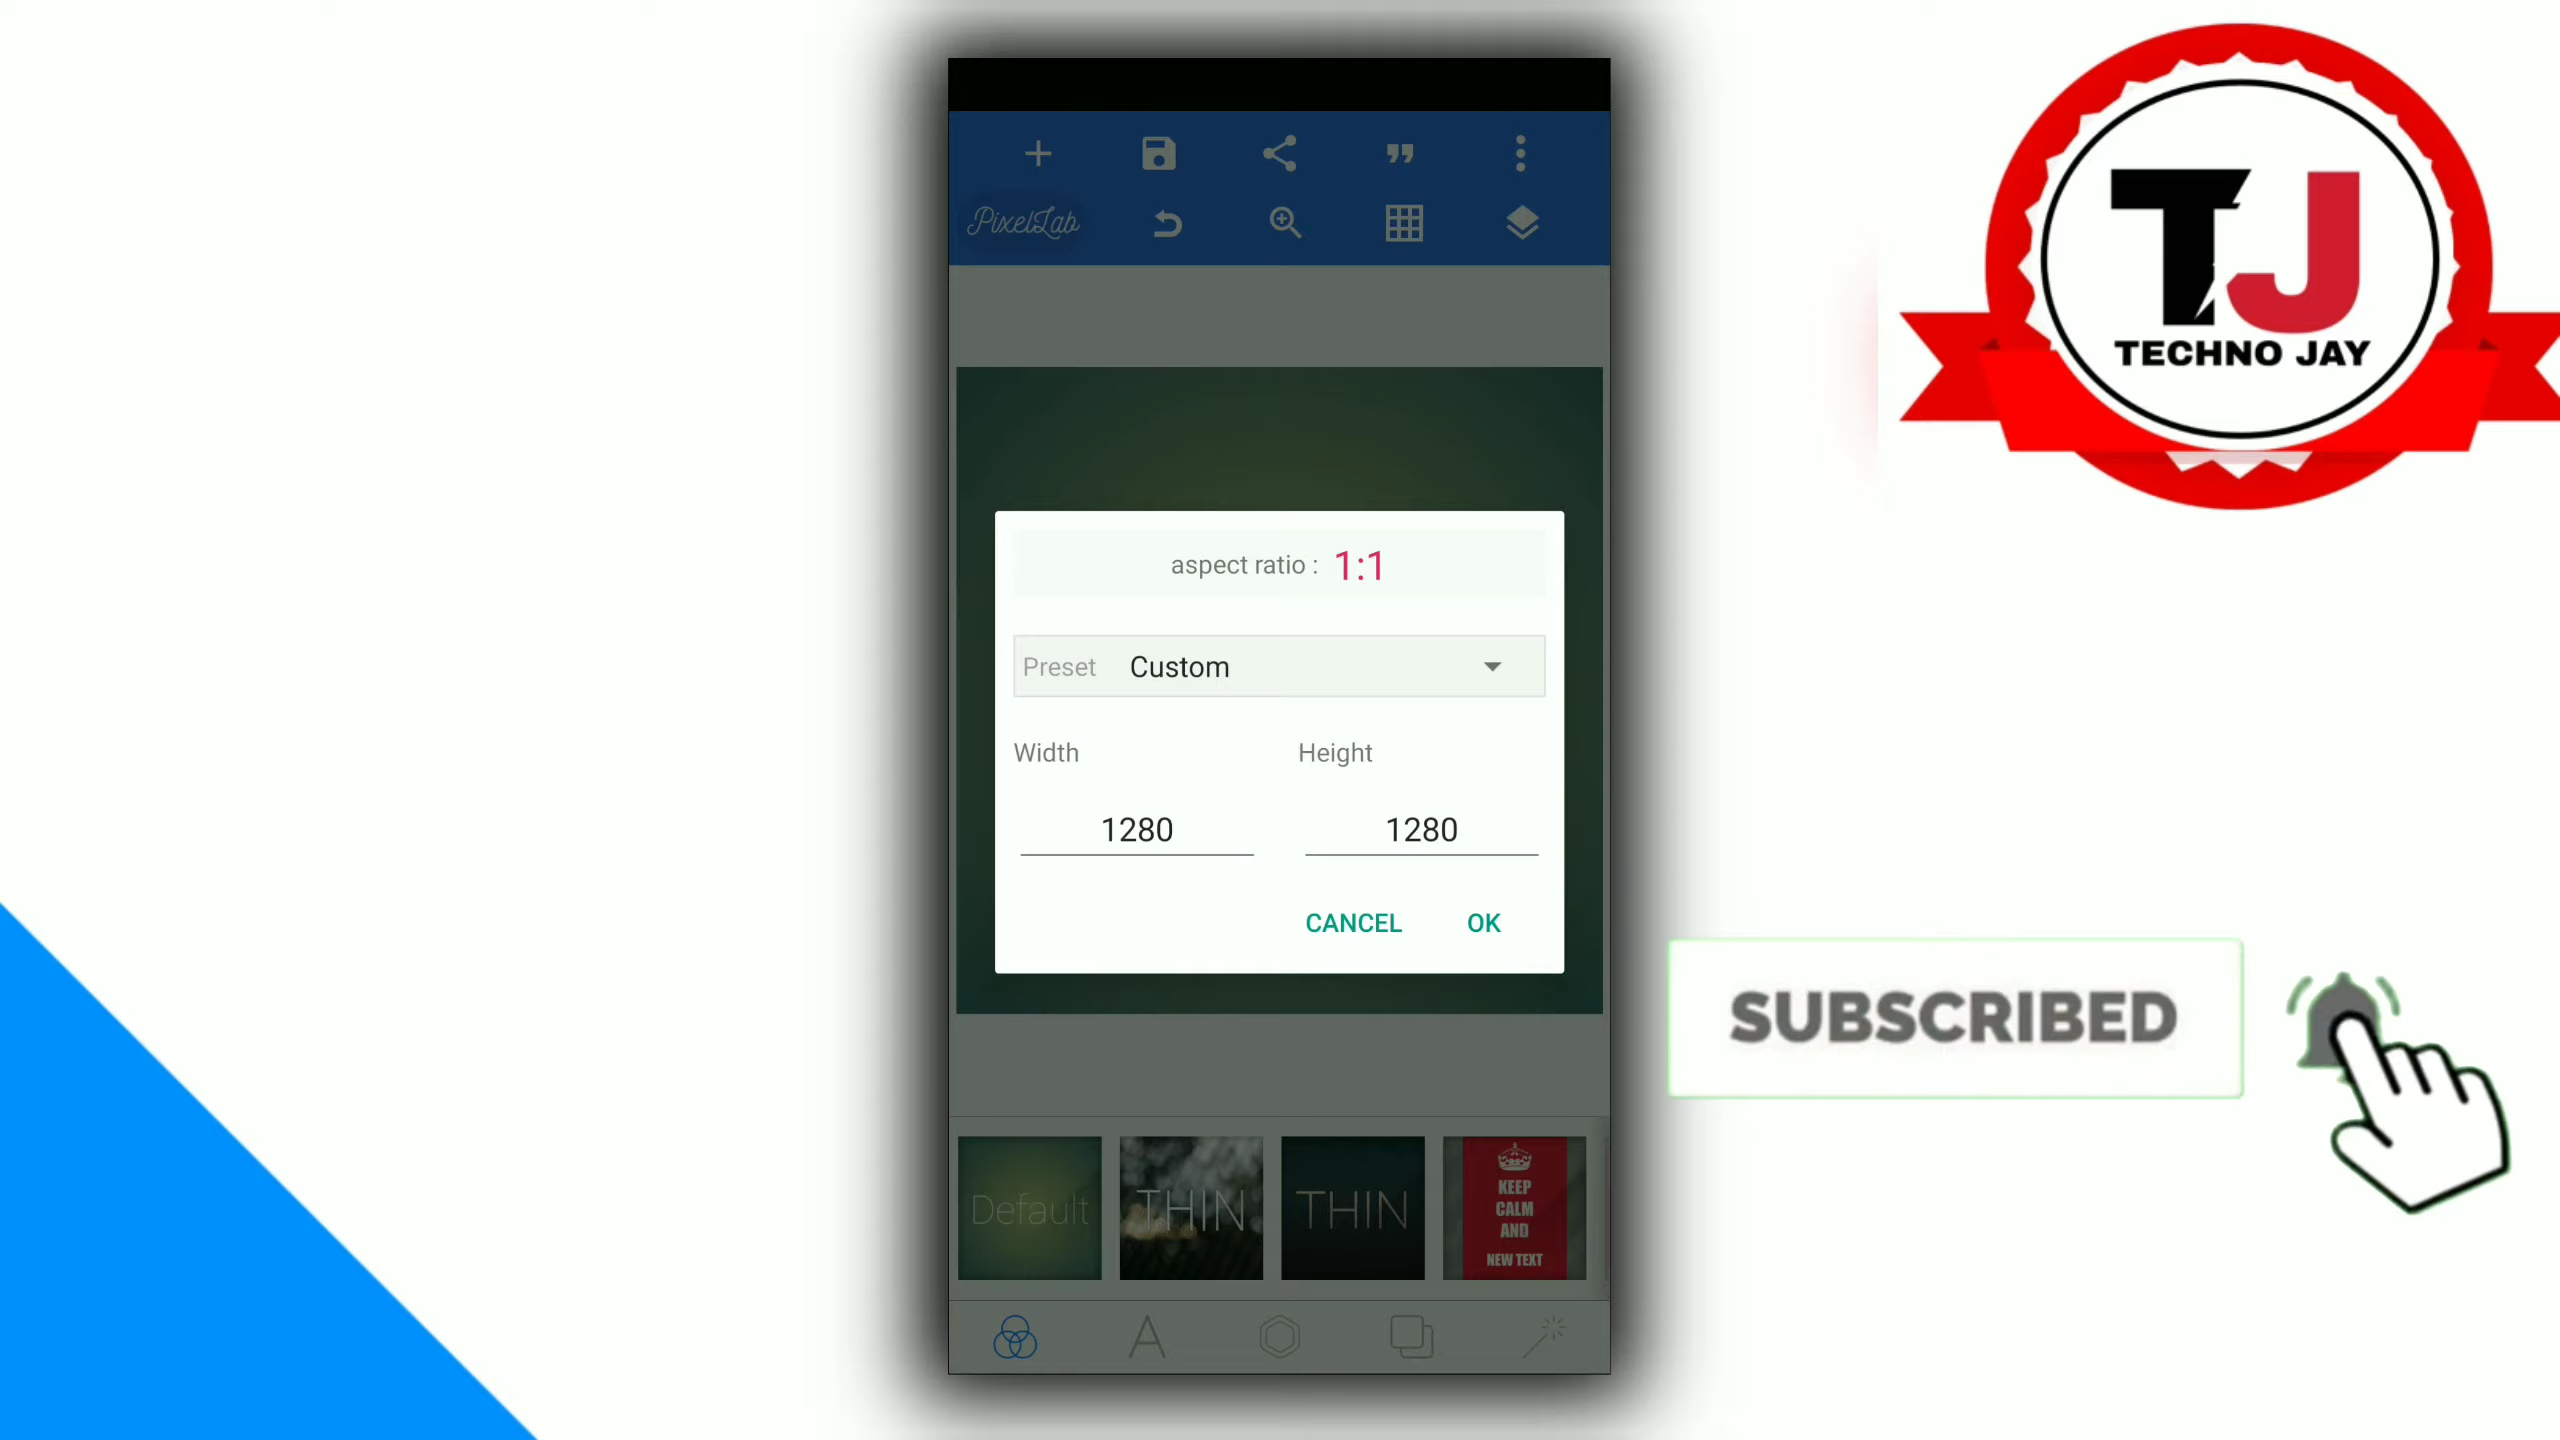 PixelLab
aspect ratio : 1:1
Preset Custom
Width Height
1280 1280
CANCEL OK
Default
THIN
THIN
KEEP
CALM
AND
NEW TEXT
A
TJ
TECHNO JAY
SUBSCRIBED